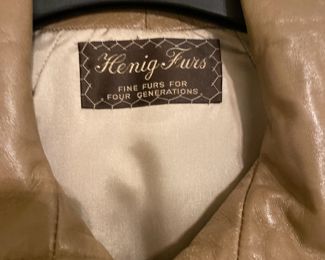 Henig Furs
FINE FURS FOR
FOUR GENERATIONS